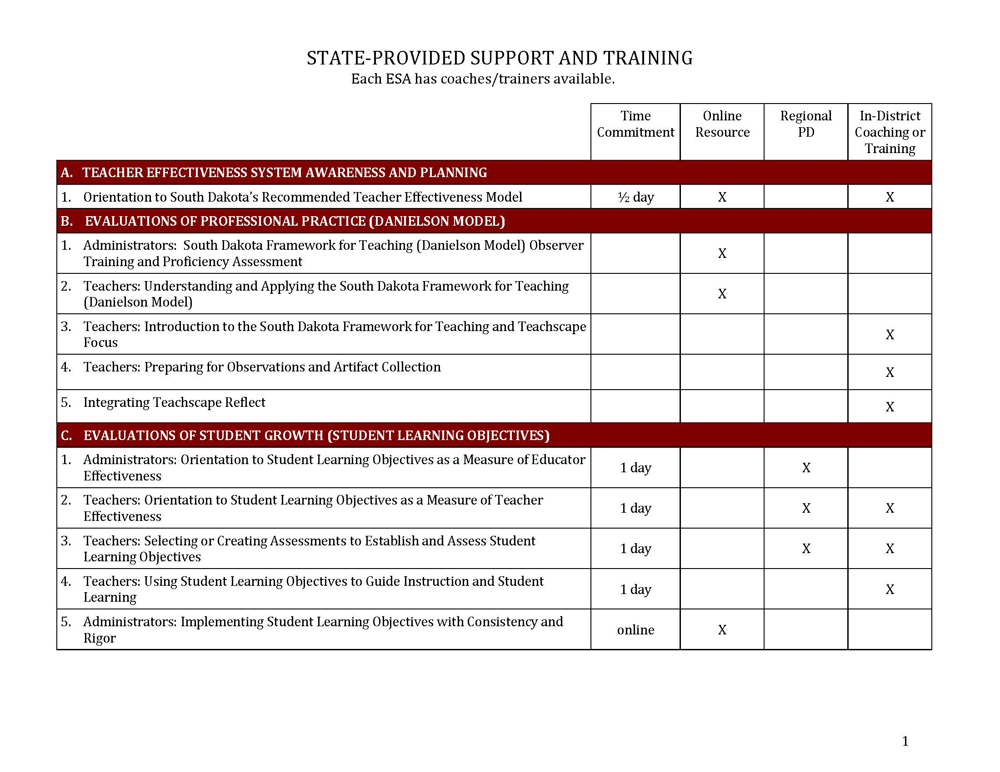 STATE-PROVIDED SUPPORT AND TRAINING
Each ESA has coaches/trainers available.
Time Commitment
Online Resource
Regional PD
In-District Coaching or Training
A. TEACHER EFFECTIVENESS SYSTEM AWARENESS AND PLANNING
1. Orientation to South Dakota’s Recommended Teacher Effectiveness Model ½ day X X
B. EVALUATIONS OF PROFESSIONAL PRACTICE (DANIELSON MODEL)
1. Administrators: South Dakota Framework for Teaching (Danielson Model) Observer
Training and Proficiency Assessment
X
2. Teachers: Understanding and Applying the South Dakota Framework for Teaching
(Danielson Model)
X
3. Teachers: Introduction to the South Dakota Framework for Teaching and Teachscape
Focus
X
4. Teachers: Preparing for Observations and Artifact Collection
X
5. Integrating Teachscape Reflect
X
C. EVALUATIONS OF STUDENT GROWTH (STUDENT LEARNING OBJECTIVES)
1. Administrators: Orientation to Student Learning Objectives as a Measure of Educator
Effectiveness
1 day X
2. Teachers: Orientation to Student Learning Objectives as a Measure of Teacher
Effectiveness
1 day X X
3. Teachers: Selecting or Creating Assessments to Establish and Assess Student
Learning Objectives
1 day X X
4. Teachers: Using Student Learning Objectives to Guide Instruction and Student
Learning
1 day X
5. Administrators: Implementing Student Learning Objectives with Consistency and
Rigor
online X
1